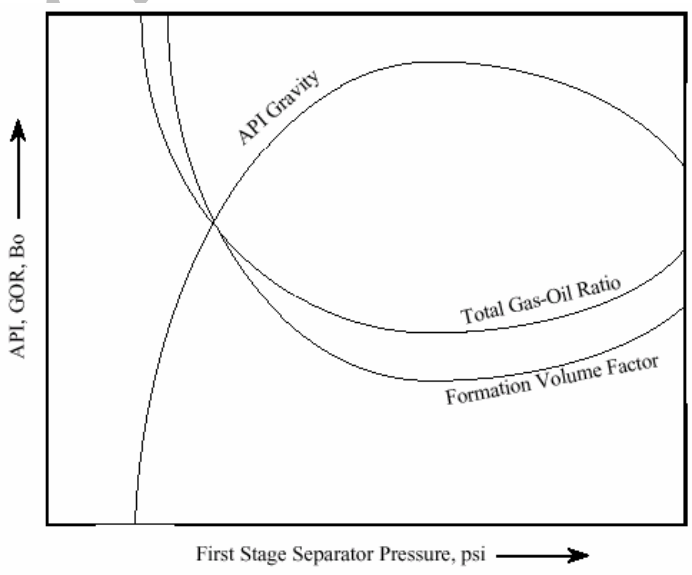 API Gravity
API, GOR, Bo
Total Gas-Oil Ratio
Formation Volume Factor
First Stage Separator Pressure, psi